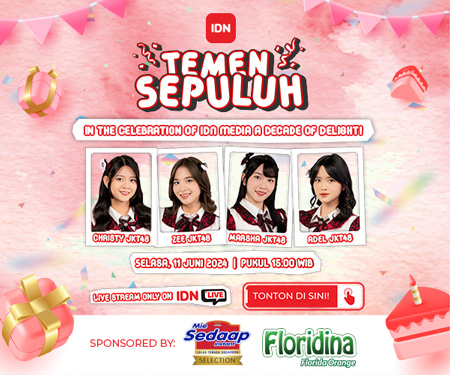 IDN
TEMEN
SEPULUH
IN THE CELEBRATION OF IDN MEDIA A DECADE OF DELIGHT!
CHRISTY JKT48
ZEE JKT48
MARSHA JKT48
ADEL JKT48
SELASA, 11 JUNI 2024 | PUKUL 15.00 WIB
LIVE STREAM ONLY ON IDN LIVE
TONTON DI SINI!
SPONSORED BY:
Mie
Sedaap
instant
SELECTION
Floridina
Florida Orange